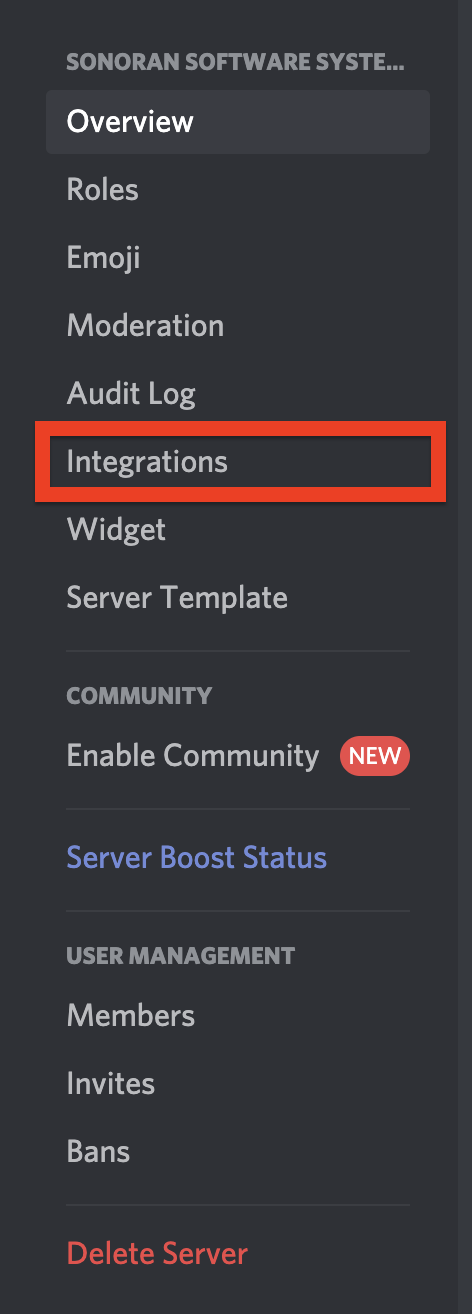 SONORAN SOFTWARE SYSTE...
Overview
Roles
Emoji
Moderation
Audit Log
Integrations
Widget
Server Template
COMMUNITY
Enable Community NEW
Server Boost Status
USER MANAGEMENT
Members
Invites
Bans
Delete Server